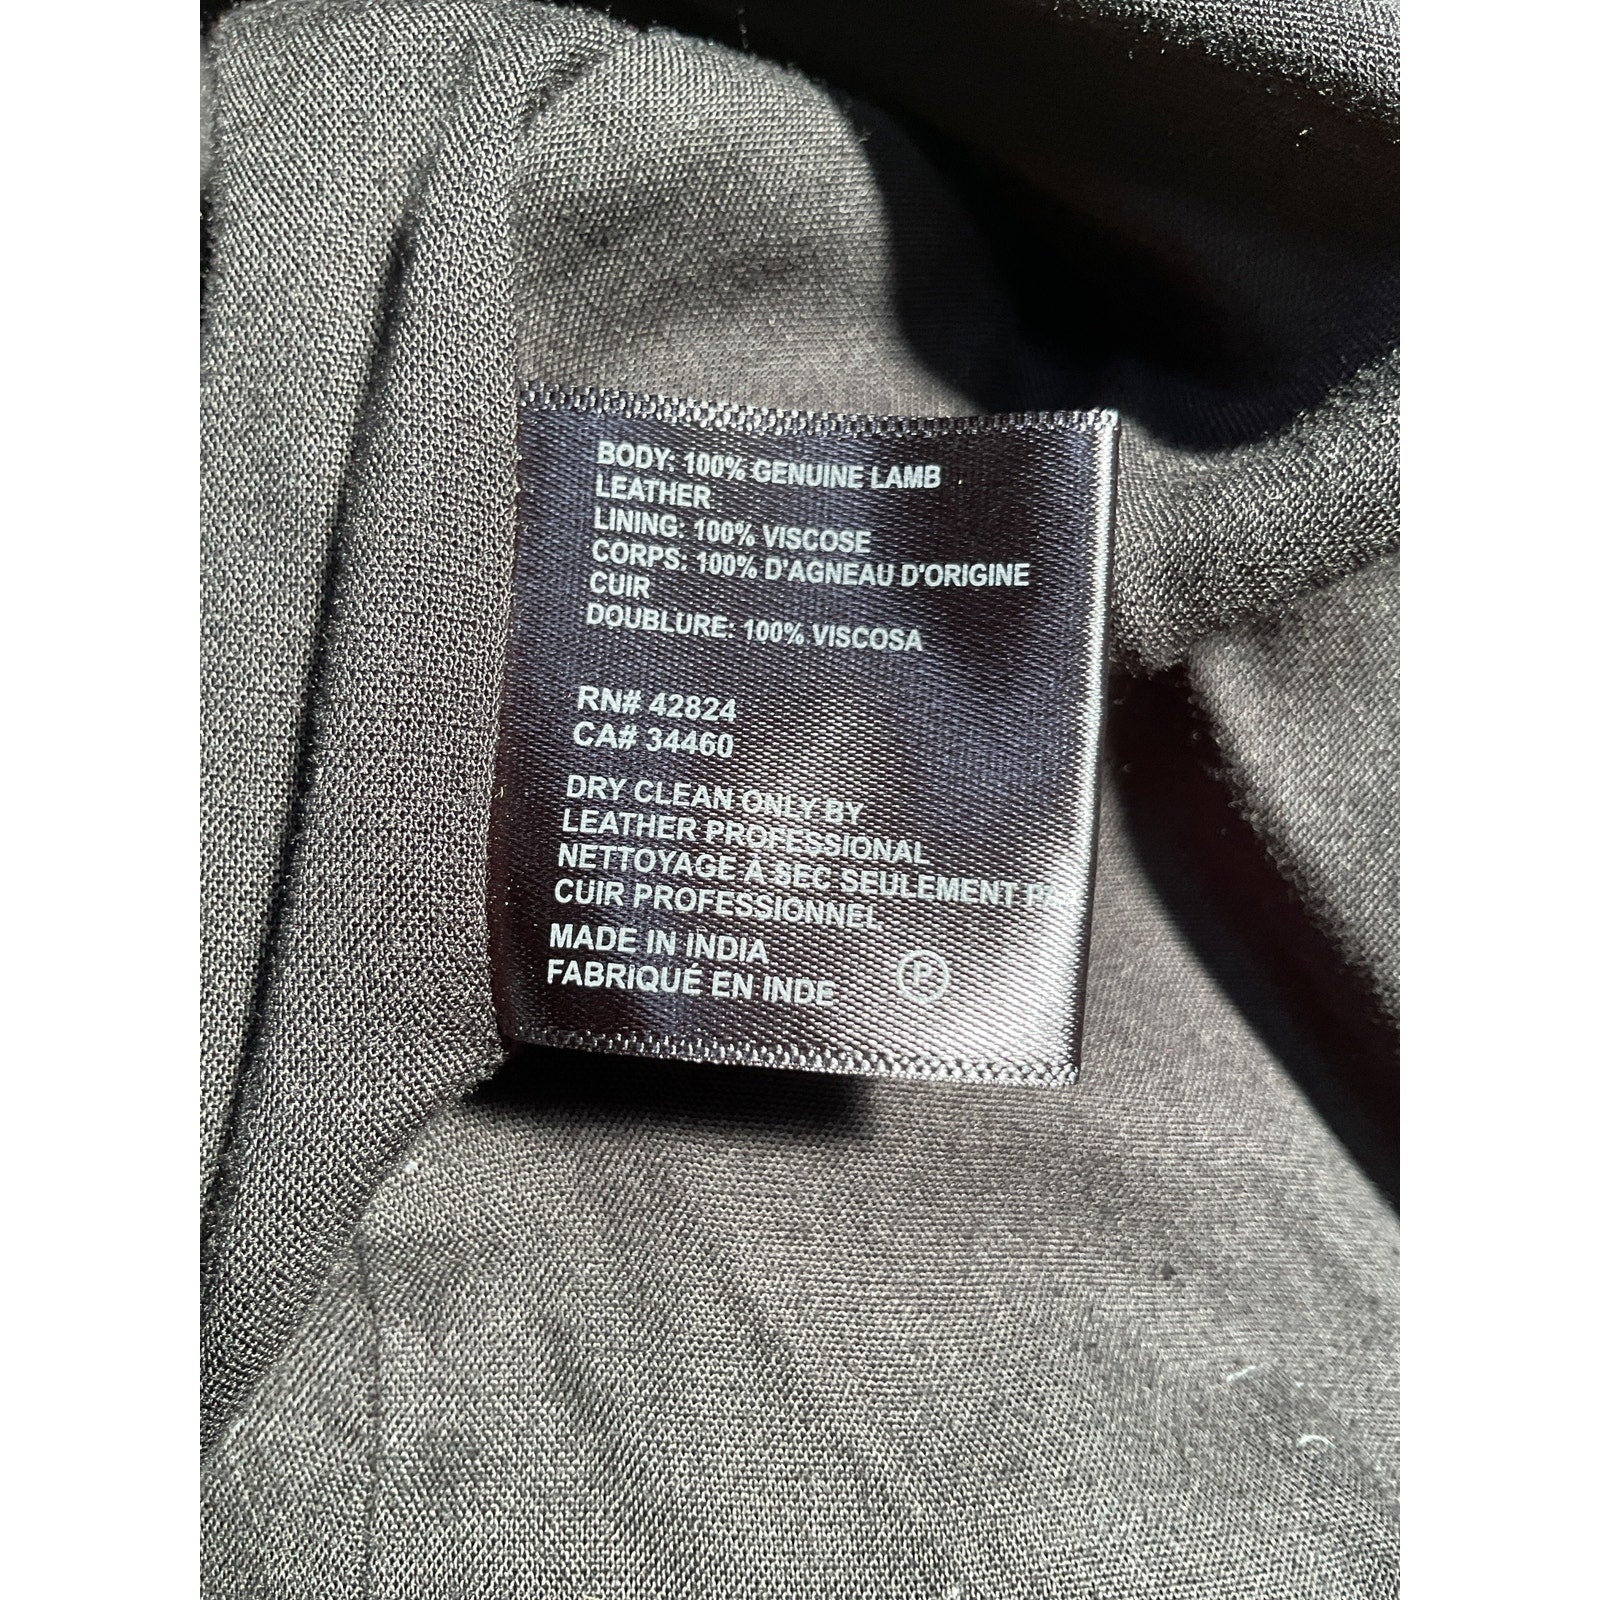 BODY: 100% GENUINE LAMB
LEATHER
LINING: 100% VISCOSE
CORPS: 100% D'AGNEAU D'ORIGINE
CUIR
DOUBLURE: 100% VISCOSA
RN# 42824
CA# 34460
DRY CLEAN ONLY BY
LEATHER PROFESSIONAL
NETTOYAGE À SEC SEULEMENT
CUIR PROFESSIONNEL
MADE IN INDIA
FABRIQUÉ EN INDE
P